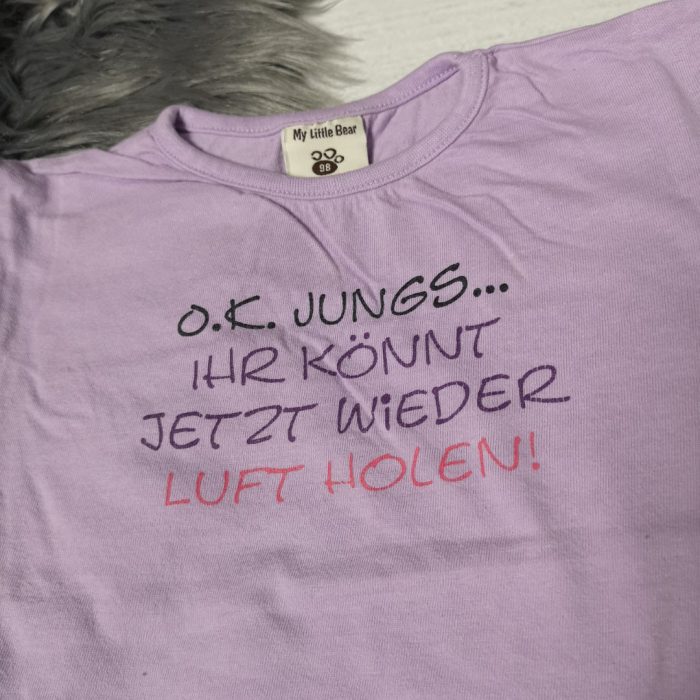 My Little Bear
98
O.K. JUNGS...
IHR KÖNNT
JETZT WiEDER
LUFT HOLEN!